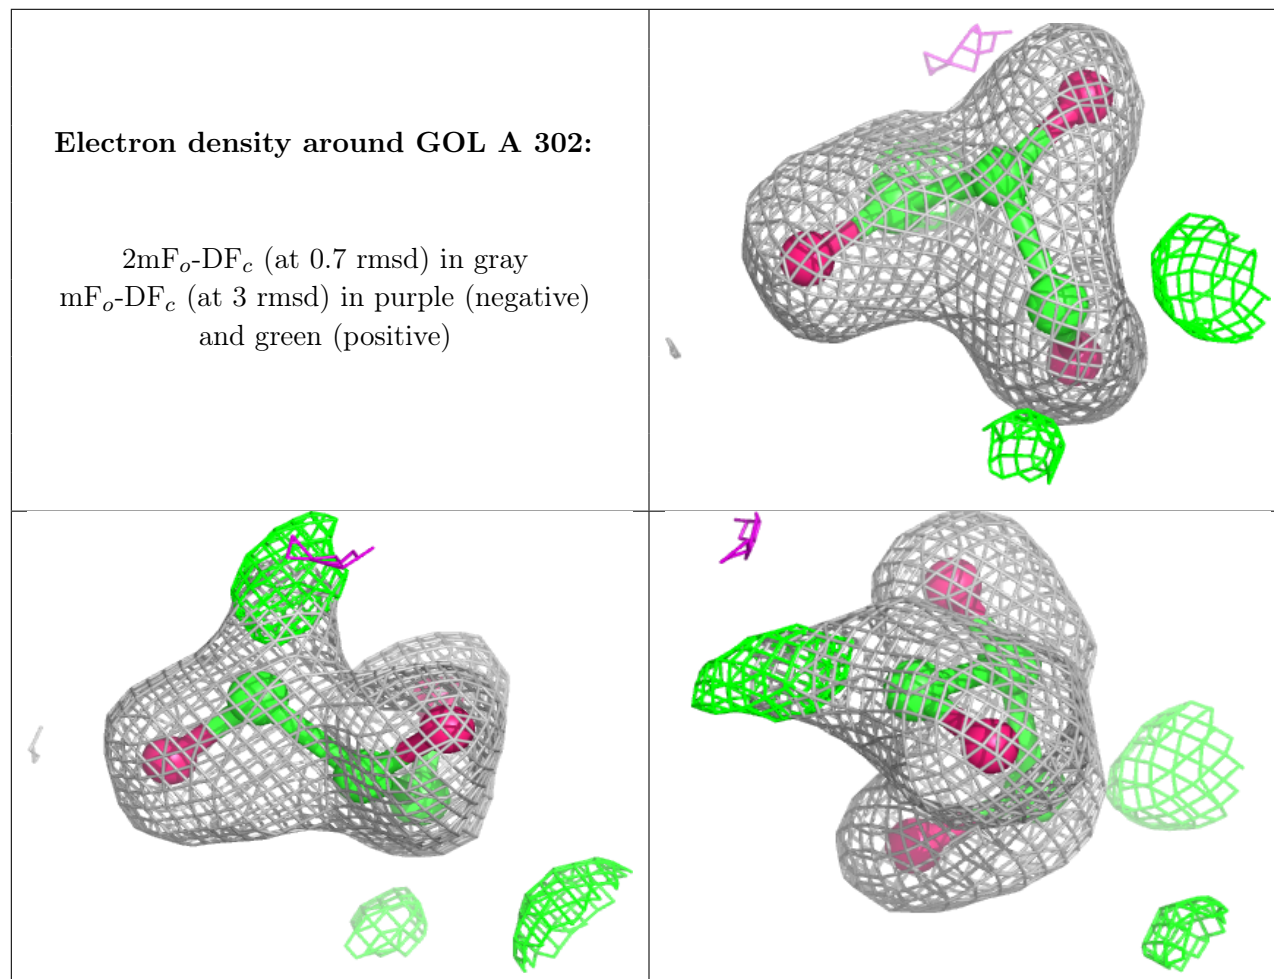 Electron density around GOL A 302:
2mFo-DFc (at 0.7 rmsd) in gray
mFo-DFc (at 3 rmsd) in purple (negative)
and green (positive)